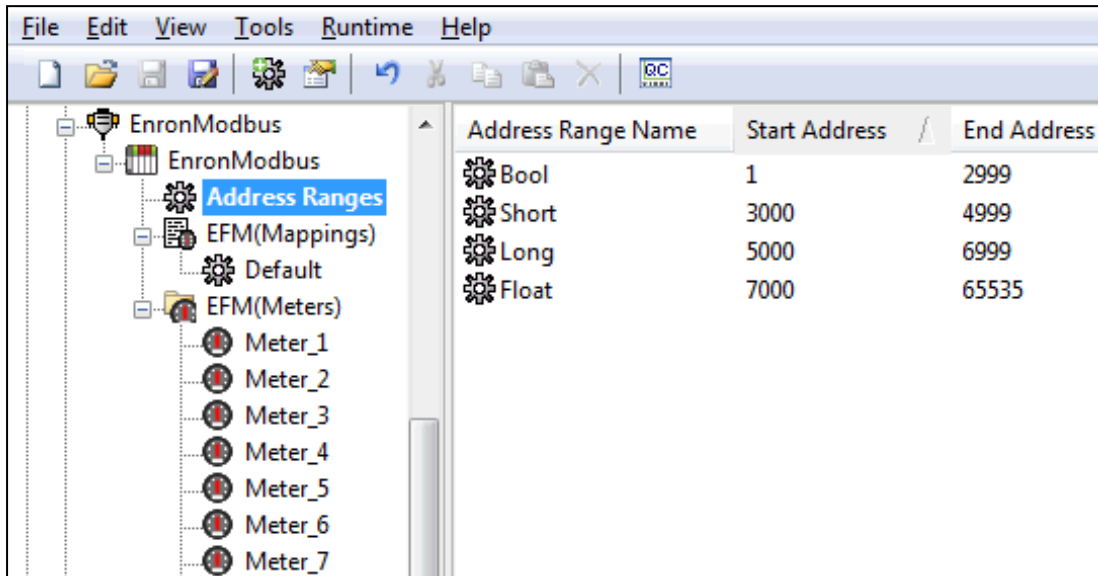 File Edit View Tools Runtime Help
QC
EnronModbus
EnronModbus
Address Ranges
EFM(Mappings)
Default
EFM(Meters)
Meter_1
Meter_2
Meter_3
Meter_4
Meter_5
Meter_6
Meter_7
Address Range Name Start Address End Address
Bool 1 2999
Short 3000 4999
Long 5000 6999
Float 7000 65535